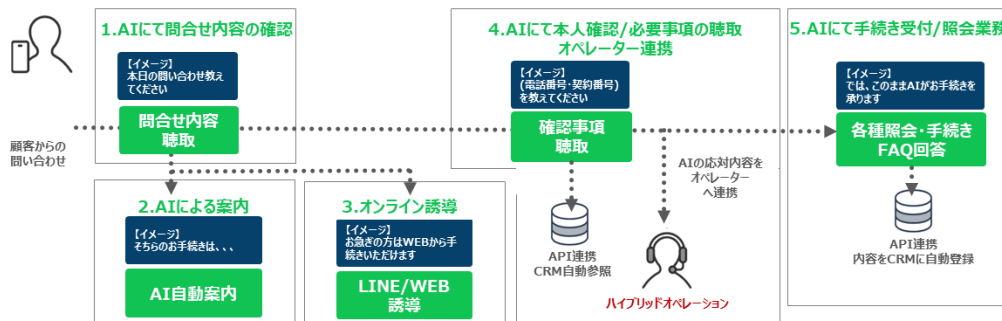 1.AIにて問合せ内容の確認
【イメージ】
本日の問い合わせ教え
てください
問合せ内容
聴取
顧客からの
問い合わせ
2.AIによる案内
【イメージ】
そちらのお手続きは、、、
AI自動案内
3.オンライン誘導
【イメージ】
お急ぎの方はWEBから手
続きいただけます
LINE/WEB
誘導
4.AIにて本人確認/必要事項の聴取
オペレーター連携
【イメージ】
(電話番号・契約番号)
を教えてください
確認事項
聴取
API連携
CRM自動参照
AIの応対内容を
オペレーター
へ連携
ハイブリッドオペレーション
5.AIにて手続き受付/照会業務
【イメージ】
では、このままAIがお手続きを
承ります
各種照会・手続き
FAQ回答
API連携
内容をCRMに自動登録